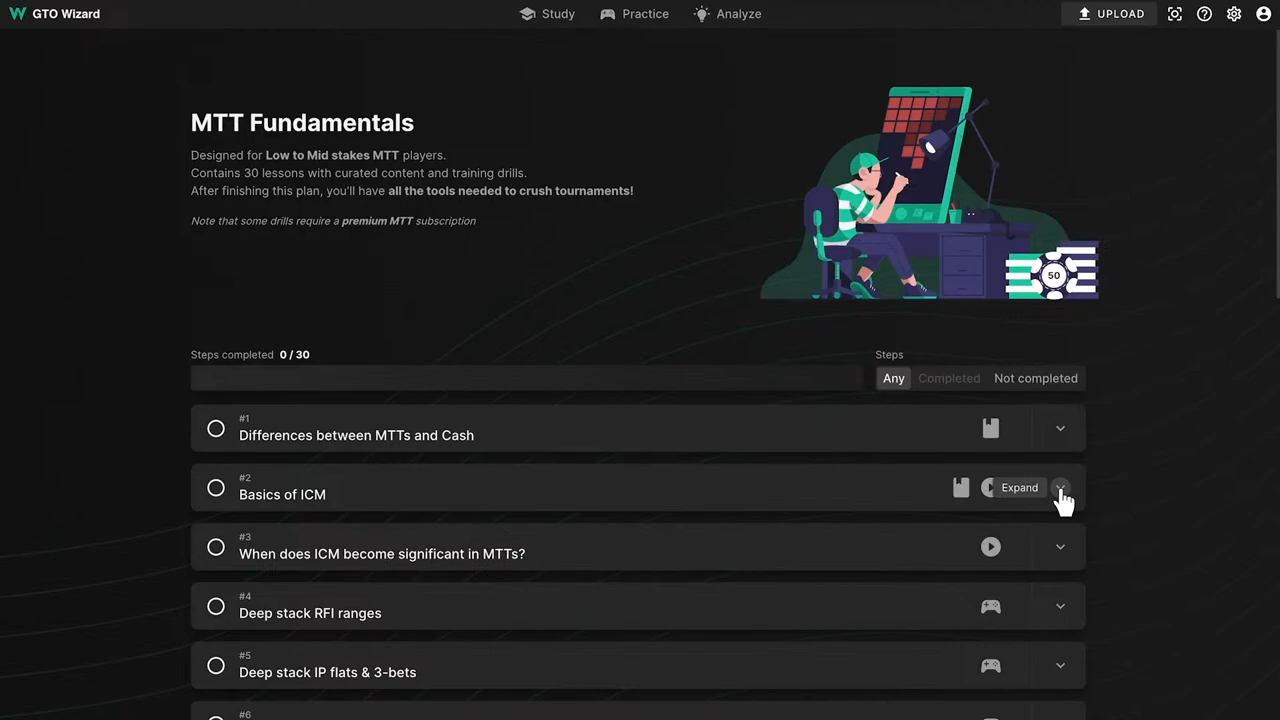 GTO Wizard
Study
Practice
Analyze
UPLOAD
MTT Fundamentals
Designed for Low to Mid stakes MTT players.
Contains 30 lessons with curated content and training drills.
After finishing this plan, you'll have all the tools needed to crush tournaments!
Note that some drills require a premium MTT subscription
50
Steps completed 0 / 30
Steps
Any Completed Not completed
#1
Differences between MTTs and Cash
#2
Basics of ICM
Expand
#3
When does ICM become significant in MTTs?
#4
Deep stack RFI ranges
#5
Deep stack IP flats & 3-bets
#6